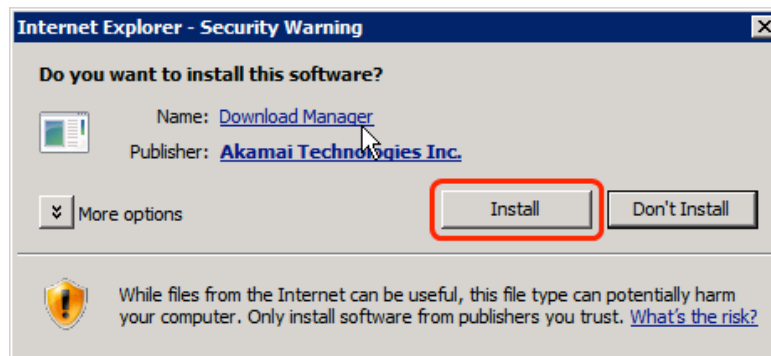 Internet Explorer - Security Warning
Do you want to install this software?
Name: Download Manager
Publisher: Akamai Technologies Inc.
More options
Install
Don't Install
While files from the Internet can be useful, this file type can potentially harm
your computer. Only install software from publishers you trust. What's the risk?